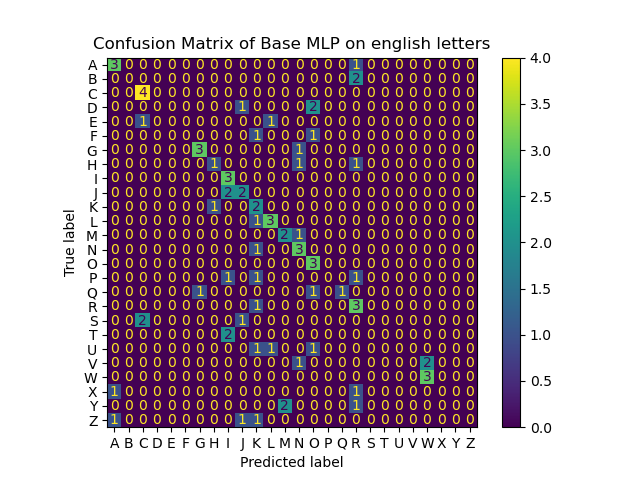 Confusion Matrix of Base MLP on english letters
A 3 0 0 0 0 0 0 0 0 0 0 0 0 0 0 0 0 1 0 0 0 0 0 0 0 0
B 0 0 0 0 0 0 0 0 0 0 0 0 0 0 0 0 0 2 0 0 0 0 0 0 0 0
C 0 0 4 0 0 0 0 0 0 0 0 0 0 0 0 0 0 0 0 0 0 0 0 0 0 0
D 0 0 0 0 0 0 0 0 0 1 0 0 0 0 2 0 0 0 0 0 0 0 0 0 0 0
E 0 0 1 0 0 0 0 0 0 0 0 1 0 0 0 0 0 0 0 0 0 0 0 0 0 0
F 0 0 0 0 0 0 0 0 0 0 1 0 0 0 1 0 0 0 0 0 0 0 0 0 0 0
G 0 0 0 0 0 0 3 0 0 0 0 0 0 1 0 0 0 0 0 0 0 0 0 0 0 0
H 0 0 0 0 0 0 0 1 0 0 0 0 0 1 0 0 0 1 0 0 0 0 0 0 0 0
I 0 0 0 0 0 0 0 0 3 0 0 0 0 0 0 0 0 0 0 0 0 0 0 0 0 0
J 0 0 0 0 0 0 0 0 2 2 0 0 0 0 0 0 0 0 0 0 0 0 0 0 0 0
K 0 0 0 0 0 0 0 1 0 0 2 0 0 0 0 0 0 0 0 0 0 0 0 0 0 0
L 0 0 0 0 0 0 0 0 0 0 1 3 0 0 0 0 0 0 0 0 0 0 0 0 0 0
M 0 0 0 0 0 0 0 0 0 0 0 0 2 1 0 0 0 0 0 0 0 0 0 0 0 0
N 0 0 0 0 0 0 0 0 0 0 1 0 0 3 0 0 0 0 0 0 0 0 0 0 0 0
O 0 0 0 0 0 0 0 0 0 0 0 0 0 0 3 0 0 0 0 0 0 0 0 0 0 0
P 0 0 0 0 0 0 0 0 1 0 1 0 0 0 0 0 0 1 0 0 0 0 0 0 0 0
Q 0 0 0 0 0 0 1 0 0 0 0 0 0 0 1 0 1 0 0 0 0 0 0 0 0 0
R 0 0 0 0 0 0 0 0 0 0 1 0 0 0 0 0 0 3 0 0 0 0 0 0 0 0
S 0 0 2 0 0 0 0 0 0 1 0 0 0 0 0 0 0 0 0 0 0 0 0 0 0 0
T 0 0 0 0 0 0 0 0 2 0 0 0 0 0 0 0 0 0 0 0 0 0 0 0 0 0
U 0 0 0 0 0 0 0 0 0 0 1 1 0 0 1 0 0 0 0 0 0 0 0 0 0 0
V 0 0 0 0 0 0 0 0 0 0 0 0 0 1 0 0 0 0 0 0 0 0 2 0 0 0
W 0 0 0 0 0 0 0 0 0 0 0 0 0 0 0 0 0 0 0 0 0 0 3 0 0 0
X 1 0 0 0 0 0 0 0 0 0 0 0 0 0 0 0 0 1 0 0 0 0 0 0 0 0
Y 0 0 0 0 0 0 0 0 0 0 0 0 2 0 0 0 0 1 0 0 0 0 0 0 0 0
Z 1 0 0 0 0 0 0 0 0 1 1 0 0 0 0 0 0 0 0 0 0 0 0 0 0 0
A B C D E F G H I J K L M N O P Q R S T U V W X Y Z
Predicted label
True label
4.0
3.5
3.0
2.5
2.0
1.5
1.0
0.5
0.0